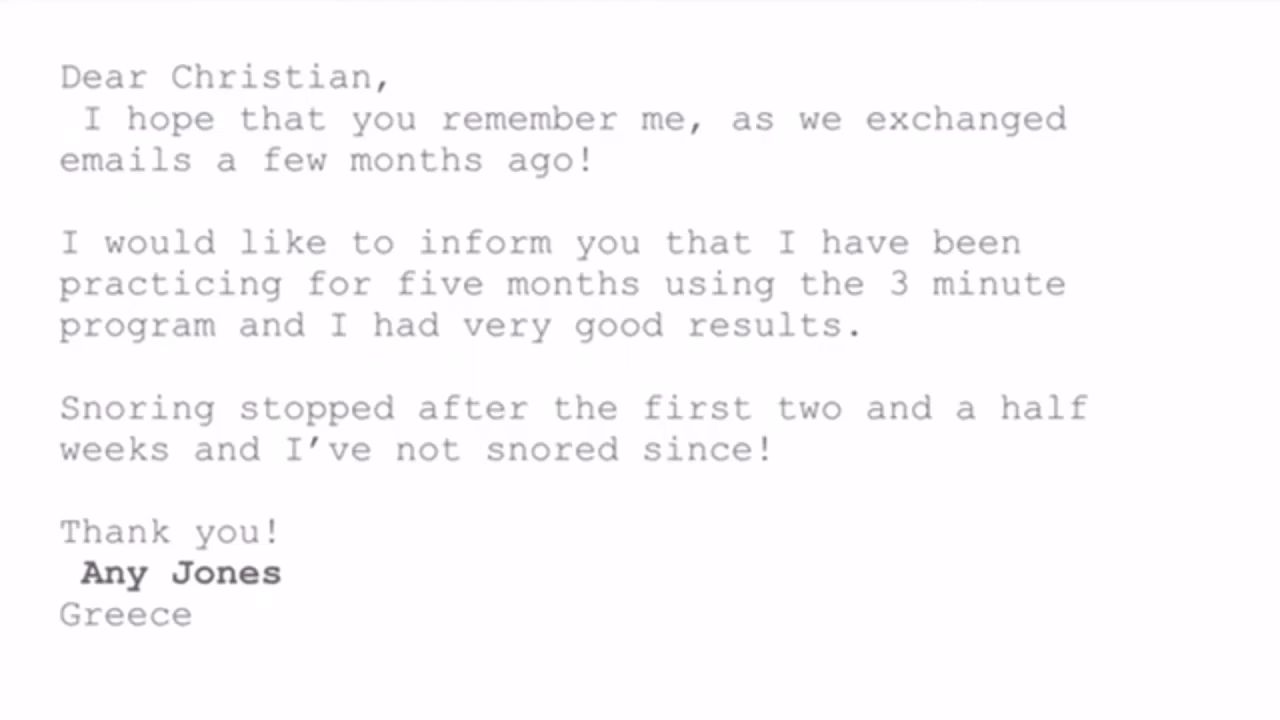 Dear Christian,
I hope that you remember me, as we exchanged
emails a few months ago!
I would like to inform you that I have been
practicing for five months using the 3 minute
program and I had very good results.
Snoring stopped after the first two and a half
weeks and I’ve not snored since!
Thank you!
Any Jones
Greece